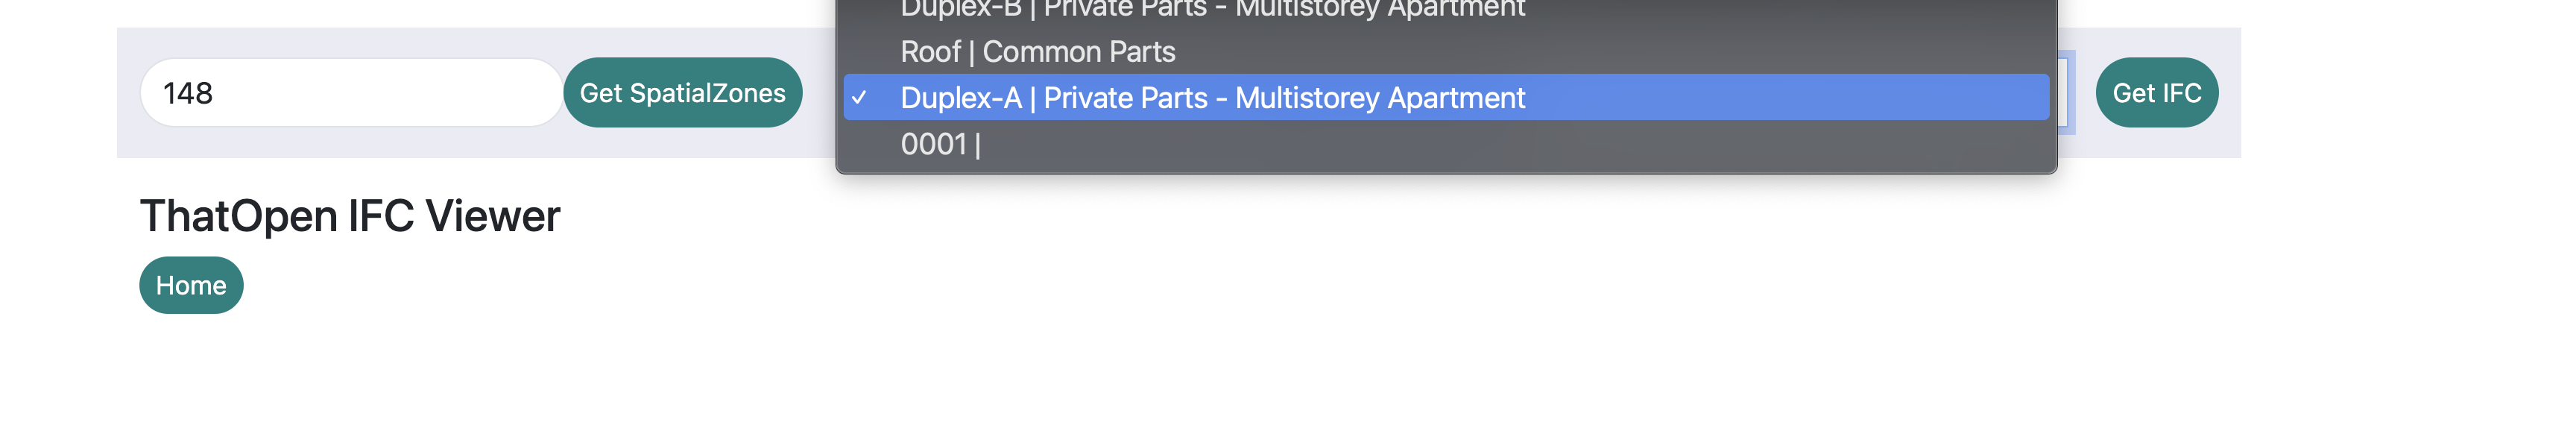 Duplex-B | Private Parts - Multistorey Apartment
Roof | Common Parts
148 Get SpatialZones ✓ Duplex-A | Private Parts - Multistorey Apartment Get IFC
0001 |
ThatOpen IFC Viewer
Home